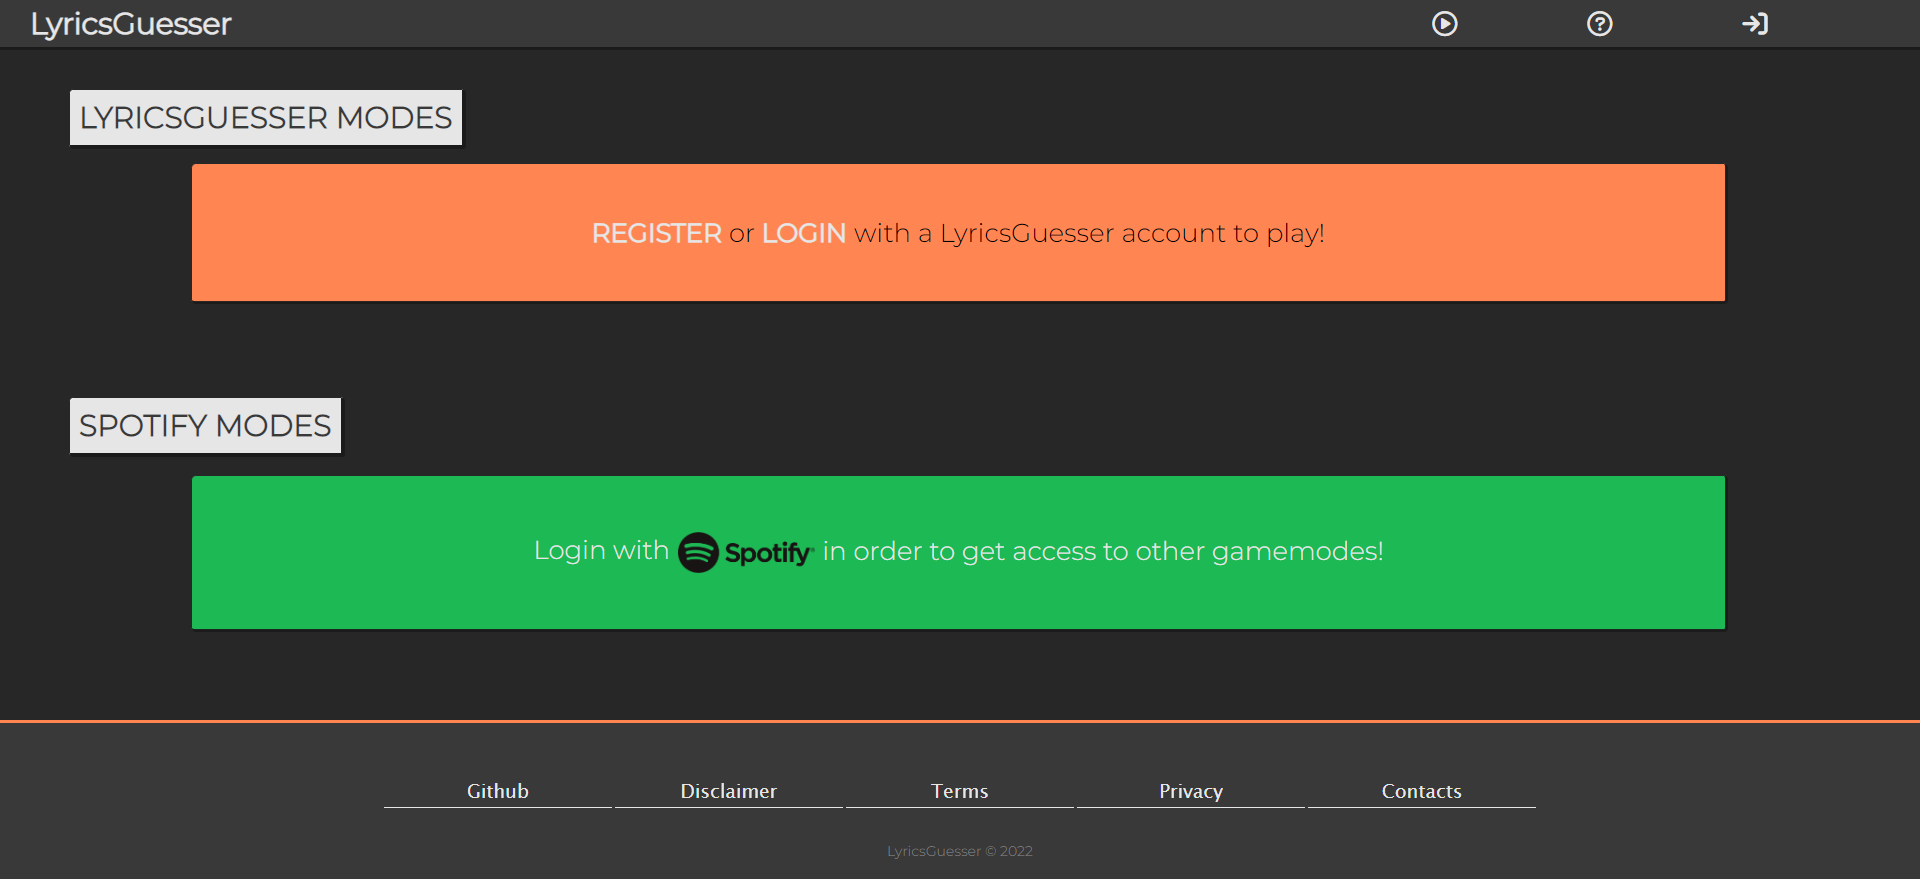 LyricsGuesser
LYRICSGUESSER MODES
REGISTER or LOGIN with a LyricsGuesser account to play!
SPOTIFY MODES
Login with Spotify in order to get access to other gamemodes!
Github Disclaimer Terms Privacy Contacts
LyricsGuesser © 2022